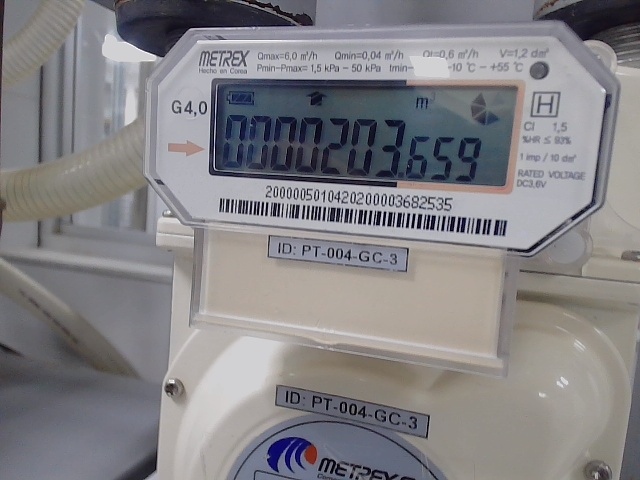 METREX Qmax=6,0 m³/h Qmin=0,04 m³/h Qt=0,6 m³/h V=1,2 dm³
Hecho en Corea Pmin~Pmax= 1,5 kPa ~ 50 kPa tmin~ -10 ℃ ~ +55 ℃
G4,0
m³
0000203.659
H
Cl 1,5
%HR ≤ 93%
1 imp / 10 dm³
RATED VOLTAGE
DC3,6V
2000005010420200003682535
ID: PT-004-GC-3
ID: PT-004-GC-3
METREX